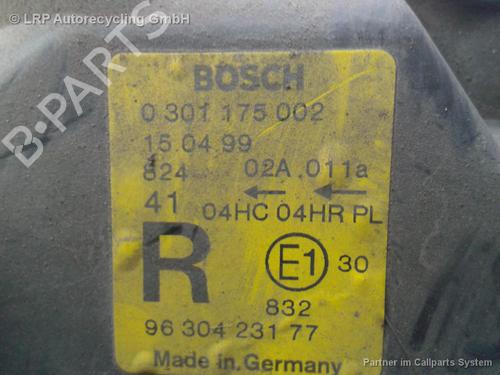 © LRP Autorecycling GmbH
B-PARTS
BOSCH
0 301 175 002
15.04.99
824 02A.011a
41 04HC 04HR PL
R E1 30
832
96 304 231 77
Made in Germany
Partner im Callparts System